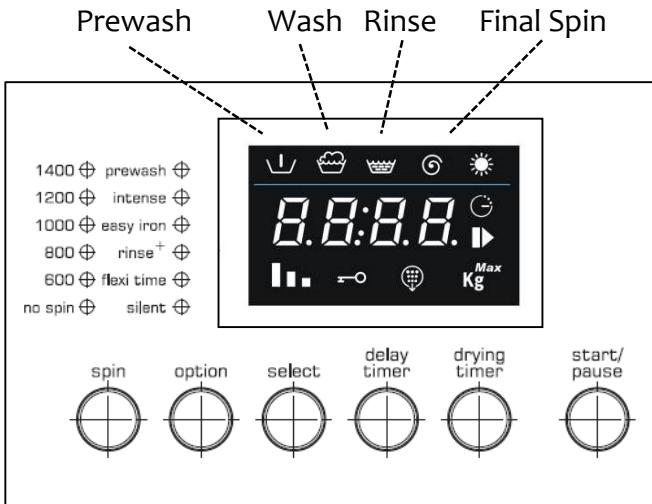 Prewash Wash Rinse Final Spin
1400 prewash
1200 intense
1000 easy iron
800 rinse+
600 flexi time
no spin silent
8.8:8.8.
Kg Max
spin option select delay timer drying timer start/pause